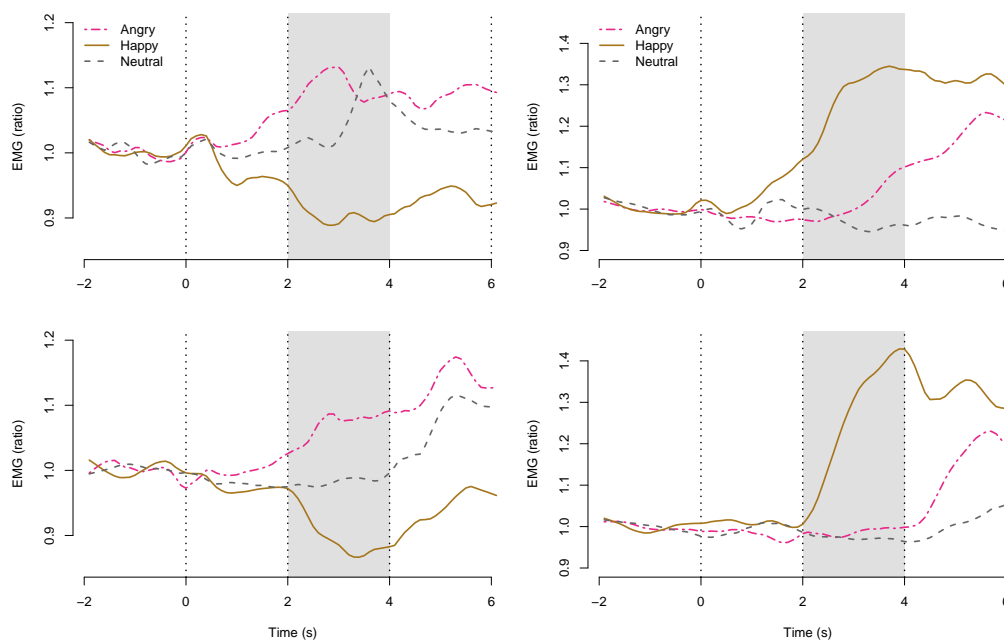 EMG (ratio)
0.9 1.0 1.1 1.2
Angry
Happy
Neutral
−2 0 2 4 6
EMG (ratio)
0.9 1.0 1.1 1.2 1.3 1.4
Angry
Happy
Neutral
−2 0 2 4 6
EMG (ratio)
0.9 1.0 1.1 1.2
−2 0 2 4 6
Time (s)
EMG (ratio)
0.9 1.0 1.1 1.2 1.3 1.4
−2 0 2 4 6
Time (s)